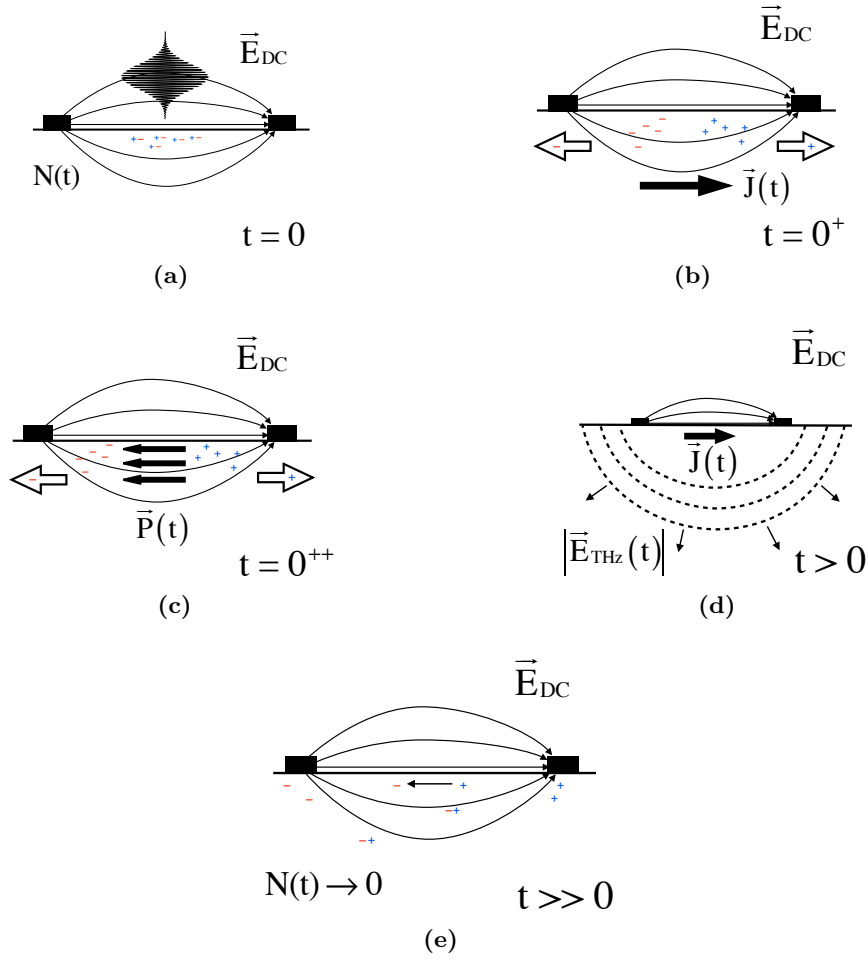 E⃗DC
N(t)
t = 0
(a)
E⃗DC
J⃗(t)
t = 0⁺
(b)
E⃗DC
P⃗(t)
t = 0⁺⁺
(c)
E⃗DC
J⃗(t)
|E⃗THz(t)|
t > 0
(d)
E⃗DC
N(t) → 0
t >> 0
(e)